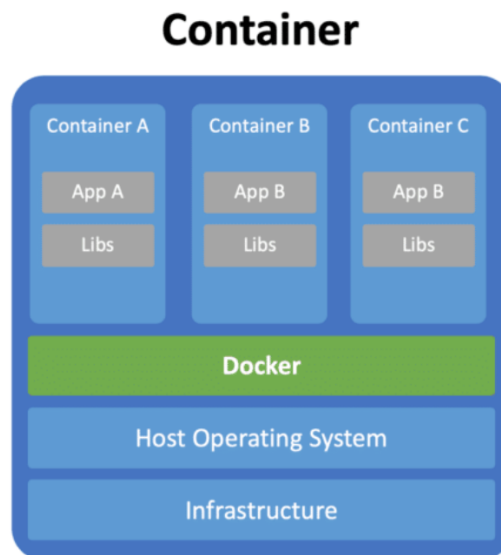 Container
Container A
Container B
Container C
App A
App B
App B
Libs
Libs
Libs
Docker
Host Operating System
Infrastructure